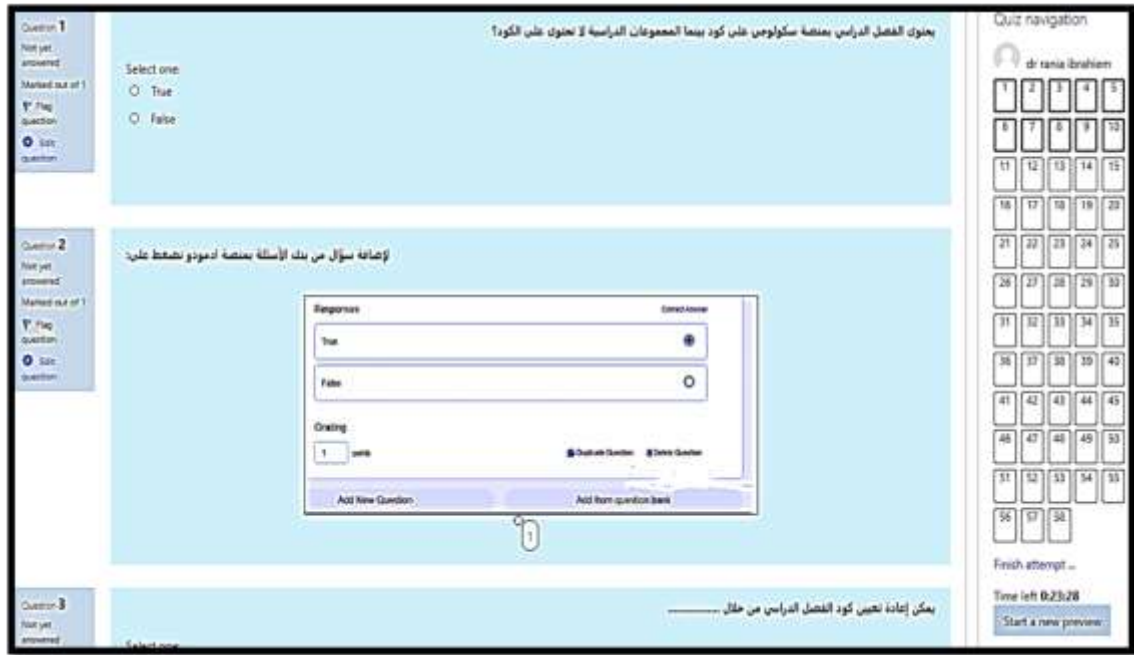 Question 1
Not yet
answered
Marked out of 1
Flag
question
Edit
question
يحتوى الفصل الدراسي بمنصة سكولوجي على كود بينما المجموعات الدراسية لا تحتوى على الكود؟
Select one:
True
False
Question 2
Not yet
answered
Marked out of 1
Flag
question
Edit
question
لإضافة سؤال من بنك الأسئلة بمنصة ادمودو نضغط على:
Responses
Correct Answer
True
False
Grading
1 points
Duplicate Question Delete Question
Add New Question
Add from question bank
1
Question 3
Not yet
answered
يمكن إعادة تعيين كود الفصل الدراسي من خلال ..............
Select one:
Quiz navigation
dr rania ibrahiem
1 2 3 4 5
6 7 8 9 10
11 12 13 14 15
16 17 18 19 20
21 22 23 24 25
26 27 28 29 30
31 32 33 34 35
36 37 38 39 40
41 42 43 44 45
46 47 48 49 50
51 52 53 54 55
56 57 58
Finish attempt ...
Time left 0:23:28
Start a new preview